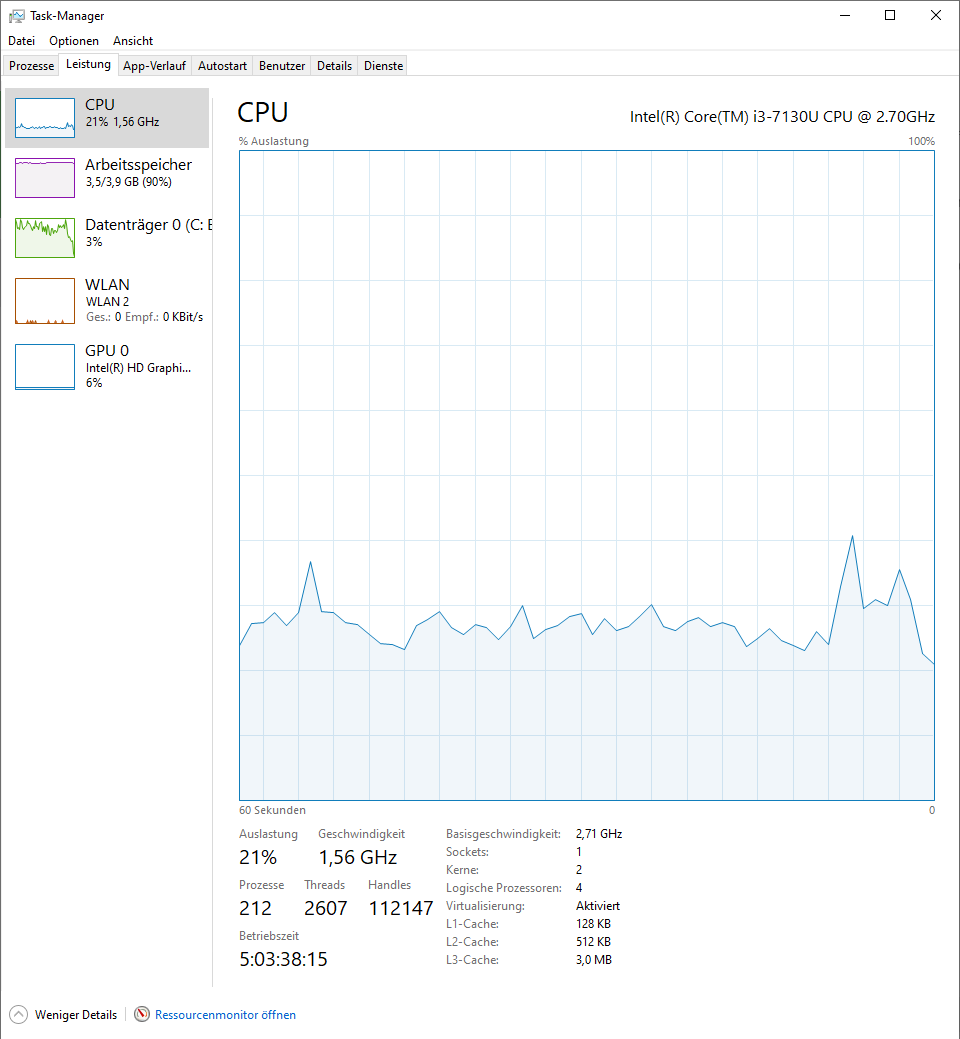 Task-Manager
Datei Optionen Ansicht
Prozesse Leistung App-Verlauf Autostart Benutzer Details Dienste
CPU
21% 1,56 GHz
Arbeitsspeicher
3,5/3,9 GB (90%)
Datenträger 0 (C: E
3%
WLAN
WLAN 2
Ges.: 0 Empf.: 0 KBit/s
GPU 0
Intel(R) HD Graphi...
6%
CPU
Intel(R) Core(TM) i3-7130U CPU @ 2.70GHz
% Auslastung 100%
60 Sekunden 0
Auslastung Geschwindigkeit
21% 1,56 GHz
Prozesse Threads Handles
212 2607 112147
Betriebszeit
5:03:38:15
Basisgeschwindigkeit: 2,71 GHz
Sockets: 1
Kerne: 2
Logische Prozessoren: 4
Virtualisierung: Aktiviert
L1-Cache: 128 KB
L2-Cache: 512 KB
L3-Cache: 3,0 MB
Weniger Details Ressourcenmonitor öffnen